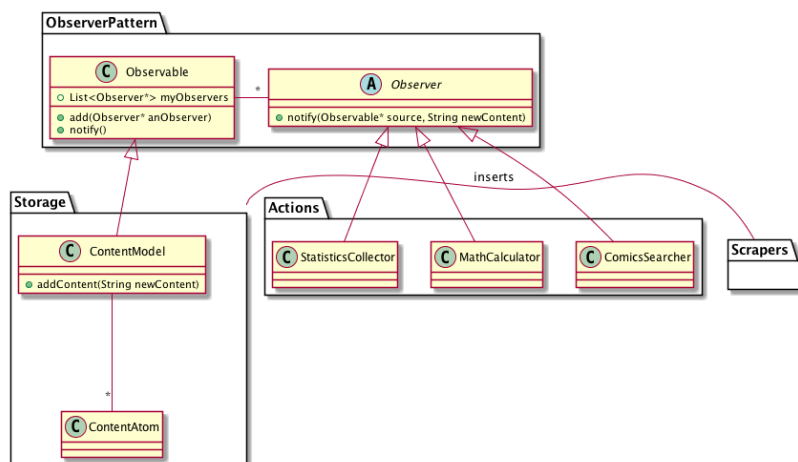 ObserverPattern
C Observable
List<Observer*> myObservers
add(Observer* anObserver)
notify()
*
A Observer
notify(Observable* source, String newContent)
inserts
Storage
C ContentModel
addContent(String newContent)
*
C ContentAtom
Actions
C StatisticsCollector
C MathCalculator
C ComicsSearcher
Scrapers